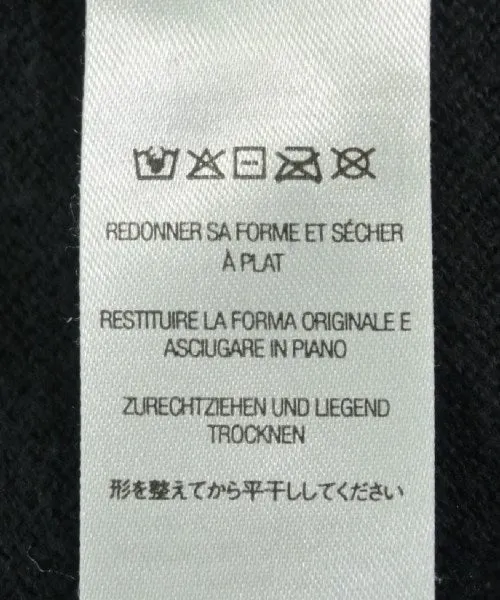 REDONNER SA FORME ET SÉCHER
À PLAT
RESTITUIRE LA FORMA ORIGINALE E
ASCIUGARE IN PIANO
ZURECHTZIEHEN UND LIEGEND
TROCKNEN
形を整えてから平干ししてください